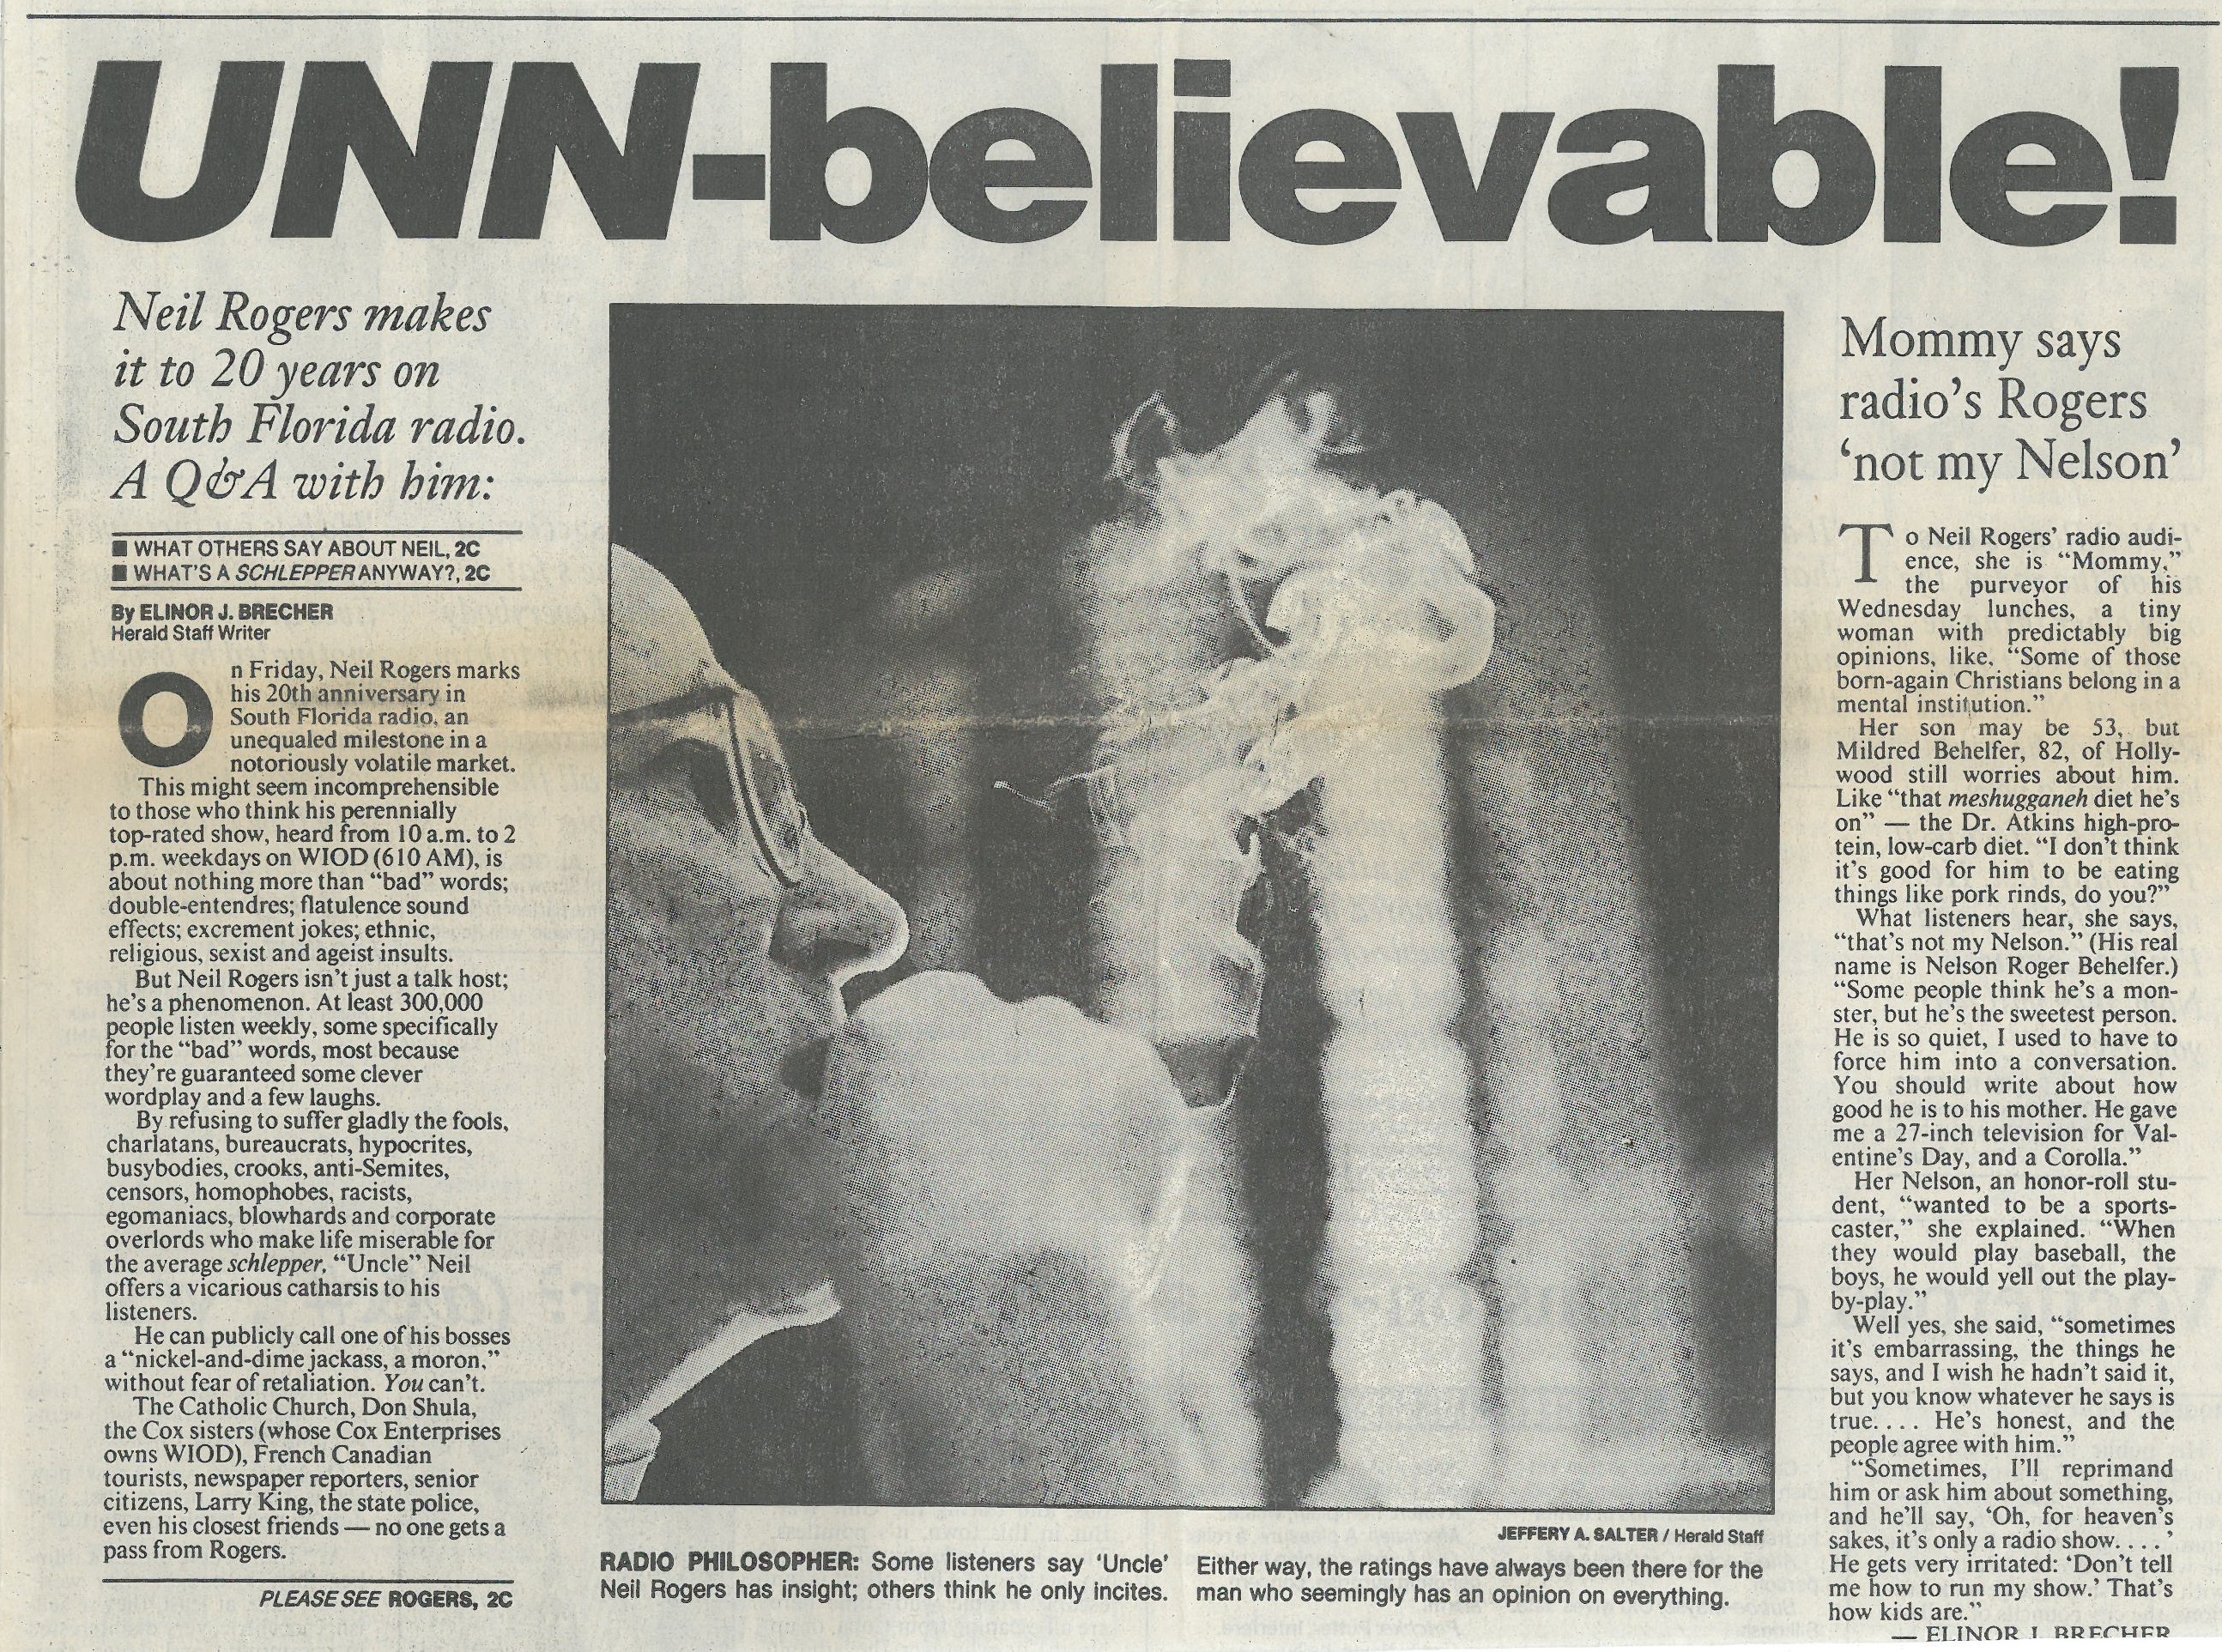 UNN-believable!
Neil Rogers makes
it to 20 years on
South Florida radio.
A Q&A with him:
■ WHAT OTHERS SAY ABOUT NEIL, 2C
■ WHAT'S A SCHLEPPER ANYWAY?, 2C
By ELINOR J. BRECHER
Herald Staff Writer
On Friday, Neil Rogers marks
his 20th anniversary in
South Florida radio, an
unequaled milestone in a
notoriously volatile market.
This might seem incomprehensible
to those who think his perennially
top-rated show, heard from 10 a.m. to 2
p.m. weekdays on WIOD (610 AM), is
about nothing more than “bad” words;
double-entendres; flatulence sound
effects; excrement jokes; ethnic,
religious, sexist and ageist insults.
But Neil Rogers isn't just a talk host;
he's a phenomenon. At least 300,000
people listen weekly, some specifically
for the “bad” words, most because
they're guaranteed some clever
wordplay and a few laughs.
By refusing to suffer gladly the fools,
charlatans, bureaucrats, hypocrites,
busybodies, crooks, anti-Semites,
censors, homophobes, racists,
egomaniacs, blowhards and corporate
overlords who make life miserable for
the average schlepper, “Uncle” Neil
offers a vicarious catharsis to his
listeners.
He can publicly call one of his bosses
a “nickel-and-dime jackass, a moron,”
without fear of retaliation. You can't.
The Catholic Church, Don Shula,
the Cox sisters (whose Cox Enterprises
owns WIOD), French Canadian
tourists, newspaper reporters, senior
citizens, Larry King, the state police,
even his closest friends — no one gets a
pass from Rogers.
PLEASE SEE ROGERS, 2C
JEFFERY A. SALTER / Herald Staff
RADIO PHILOSOPHER: Some listeners say ‘Uncle’
Neil Rogers has insight; others think he only incites.
Either way, the ratings have always been there for the
man who seemingly has an opinion on everything.
Mommy says
radio's Rogers
‘not my Nelson’
To Neil Rogers' radio audi-
ence, she is “Mommy,”
the purveyor of his
Wednesday lunches, a tiny
woman with predictably big
opinions, like, “Some of those
born-again Christians belong in a
mental institution.”
Her son may be 53, but
Mildred Behelfer, 82, of Holly-
wood still worries about him.
Like “that meshugganeh diet he's
on” — the Dr. Atkins high-pro-
tein, low-carb diet. “I don't think
it's good for him to be eating
things like pork rinds, do you?”
What listeners hear, she says,
“that's not my Nelson.” (His real
name is Nelson Roger Behelfer.)
“Some people think he's a mon-
ster, but he's the sweetest person.
He is so quiet, I used to have to
force him into a conversation.
You should write about how
good he is to his mother. He gave
me a 27-inch television for Val-
entine's Day, and a Corolla.”
Her Nelson, an honor-roll stu-
dent, “wanted to be a sports-
caster,” she explained. “When
they would play baseball, the
boys, he would yell out the play-
by-play.”
Well yes, she said, “sometimes
it's embarrassing, the things he
says, and I wish he hadn't said it,
but you know whatever he says is
true. . . . He's honest, and the
people agree with him.”
“Sometimes, I'll reprimand
him or ask him about something,
and he'll say, ‘Oh, for heaven's
sakes, it's only a radio show. . . .’
He gets very irritated: ‘Don't tell
me how to run my show.’ That's
how kids are.”
— ELINOR J. BRECHER